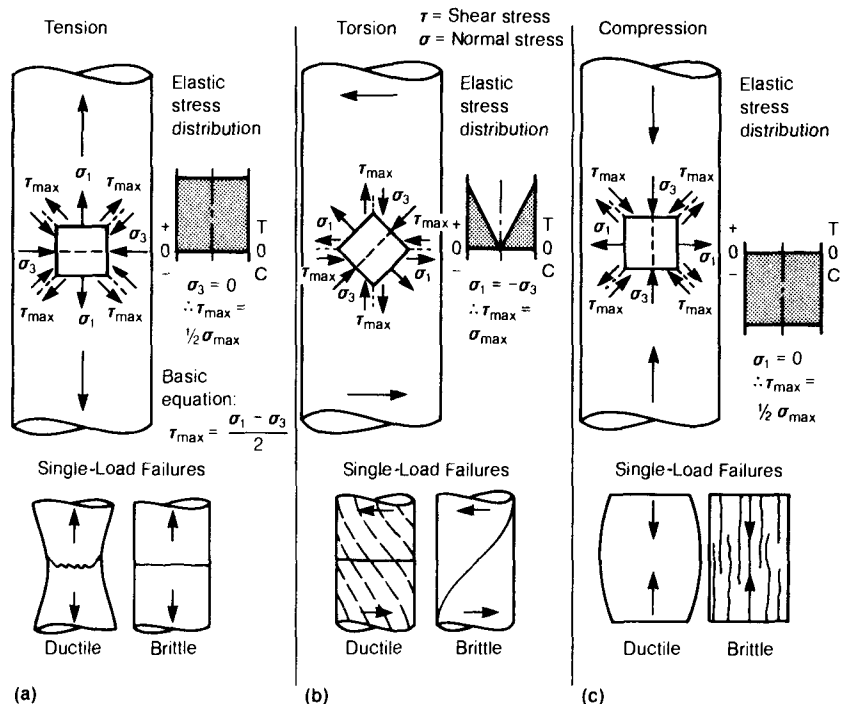 Tension
Elastic
stress
distribution
σ1
τmax
τmax
σ3
σ3
τmax
σ1
τmax
+
0
−
T
0
C
σ3 = 0
∴ τmax =
½ σmax
Basic
equation:
τmax = (σ1 − σ3) / 2
Single-Load Failures
Ductile
Brittle
(a)
Torsion
τ = Shear stress
σ = Normal stress
Elastic
stress
distribution
τmax
σ3
σ1
τmax
τmax
σ3
σ1
τmax
+
0
−
T
0
C
σ1 = −σ3
∴ τmax =
σmax
Single-Load Failures
Ductile
Brittle
(b)
Compression
Elastic
stress
distribution
τmax
σ3
τmax
σ1
σ1
τmax
σ3
τmax
+
0
−
T
0
C
σ1 = 0
∴ τmax =
½ σmax
Single-Load Failures
Ductile
Brittle
(c)